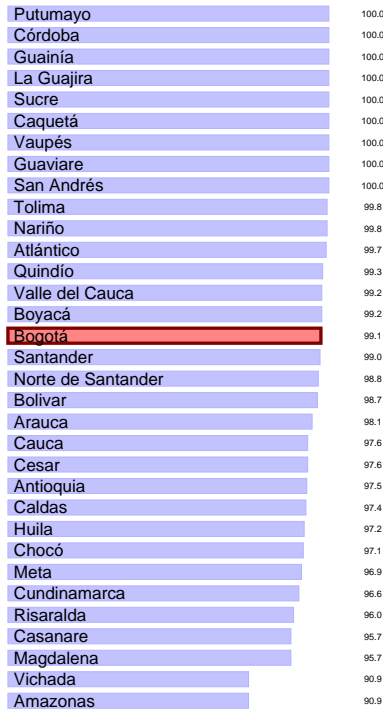 Putumayo 100.0
Córdoba 100.0
Guainía 100.0
La Guajira 100.0
Sucre 100.0
Caquetá 100.0
Vaupés 100.0
Guaviare 100.0
San Andrés 100.0
Tolima 99.8
Nariño 99.8
Atlántico 99.7
Quindío 99.3
Valle del Cauca 99.2
Boyacá 99.2
Bogotá 99.1
Santander 99.0
Norte de Santander 98.8
Bolivar 98.7
Arauca 98.1
Cauca 97.6
Cesar 97.6
Antioquia 97.5
Caldas 97.4
Huila 97.2
Chocó 97.1
Meta 96.9
Cundinamarca 96.6
Risaralda 96.0
Casanare 95.7
Magdalena 95.7
Vichada 90.9
Amazonas 90.9